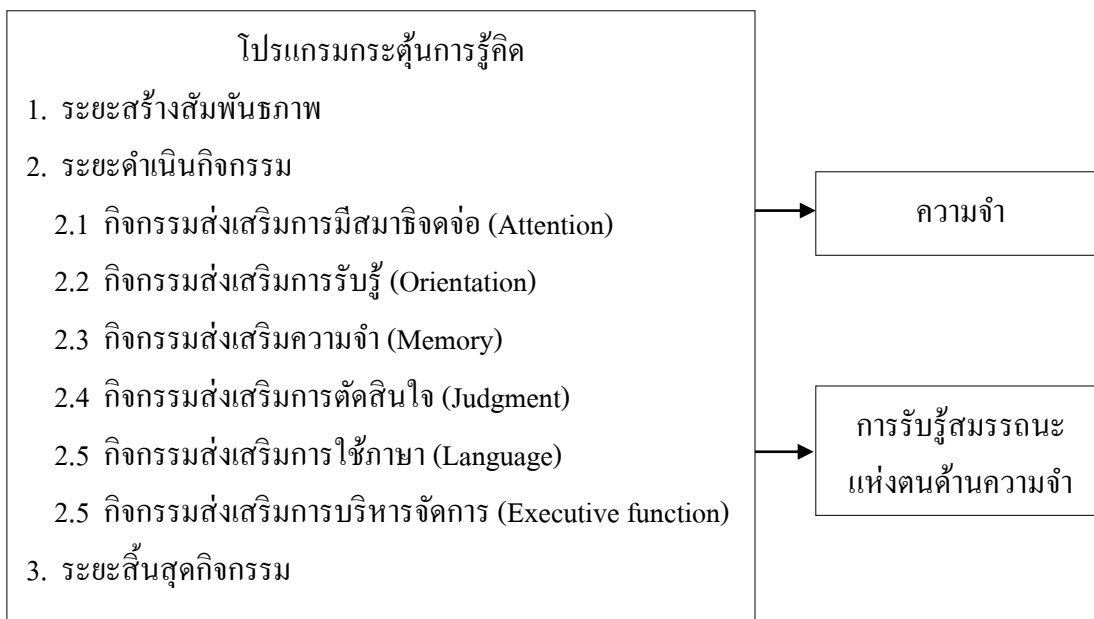 โปรแกรมกระตุ้นการรู้คิด
1. ระยะสร้างสัมพันธภาพ
2. ระยะดำเนินกิจกรรม
2.1 กิจกรรมส่งเสริมการมีสมาธิจดจ่อ (Attention)
2.2 กิจกรรมส่งเสริมการรับรู้ (Orientation)
2.3 กิจกรรมส่งเสริมความจำ (Memory)
2.4 กิจกรรมส่งเสริมการตัดสินใจ (Judgment)
2.5 กิจกรรมส่งเสริมการใช้ภาษา (Language)
2.5 กิจกรรมส่งเสริมการบริหารจัดการ (Executive function)
3. ระยะสิ้นสุดกิจกรรม
ความจำ
การรับรู้สมรรถนะ
แห่งตนด้านความจำ